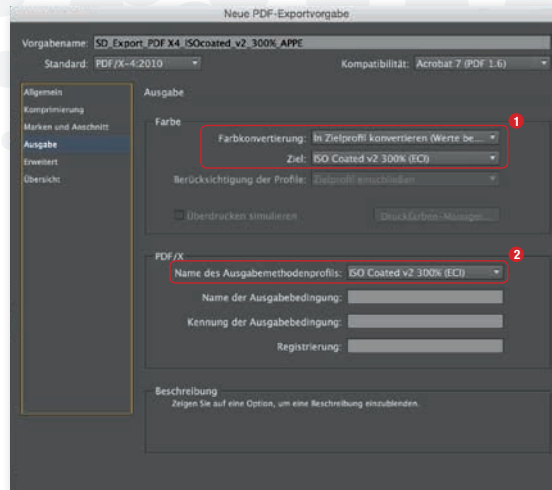 Neue PDF-Exportvorgabe
Vorgabename: SD_Export_PDF X4_ISOcoated_v2_300%_APPE
Standard: PDF/X-4:2010 Kompatibilität: Acrobat 7 (PDF 1.6)
Allgemein
Komprimierung
Marken und Anschnitt
Ausgabe
Erweitert
Übersicht
Ausgabe
Farbe
1
Farbkonvertierung: In Zielprofil konvertieren (Werte be...
Ziel: ISO Coated v2 300% (ECI)
Berücksichtigung der Profile: Zielprofil einschließen
Überdrucken simulieren Druckfarben-Manager...
PDF/X
2
Name des Ausgabemethodenprofils: ISO Coated v2 300% (ECI)
Name der Ausgabebedingung:
Kennung der Ausgabebedingung:
Registrierung:
Beschreibung
Zeigen Sie auf eine Option, um eine Beschreibung einzublenden.